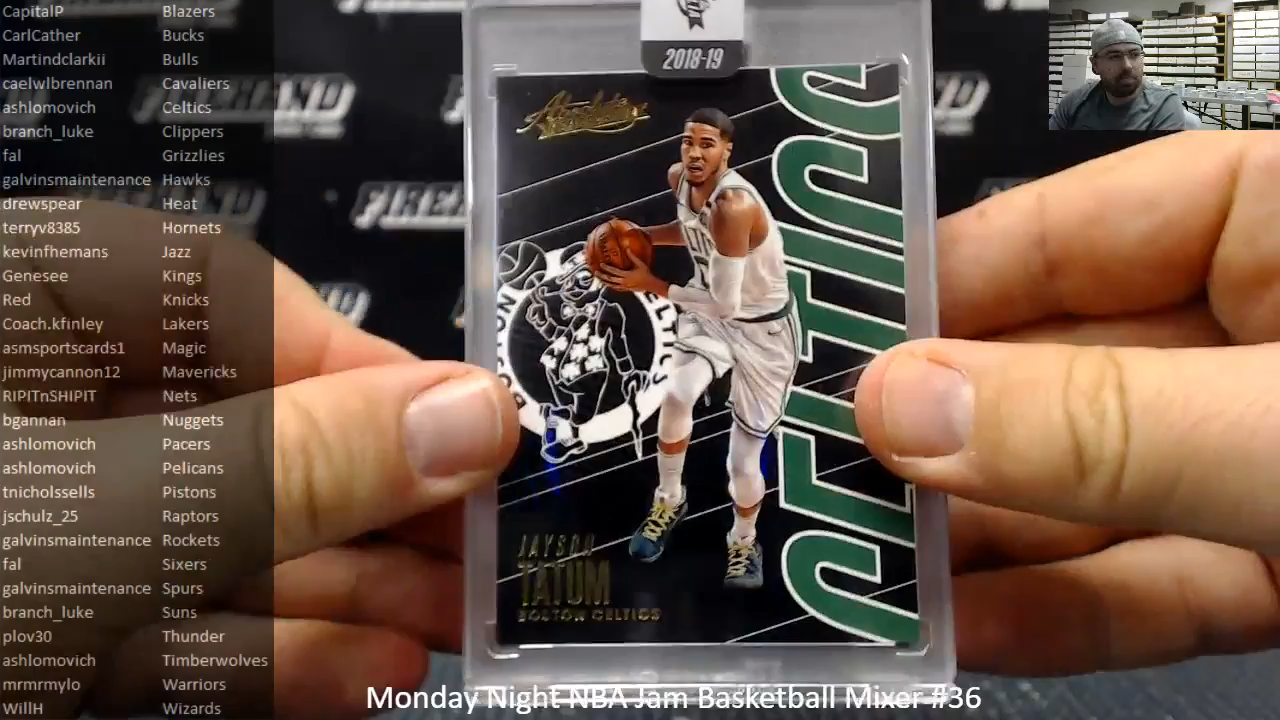 CapitalP Blazers
CarlCather Bucks
Martindclarkii Bulls
caelwlbrennan Cavaliers
ashlomovich Celtics
branch_luke Clippers
fal Grizzlies
galvinsmaintenance Hawks
drewspear Heat
terryv8385 Hornets
kevinfhemans Jazz
Genesee Kings
Red Knicks
Coach.kfinley Lakers
asmsportscards1 Magic
jimmycannon12 Mavericks
RIPITnSHIPIT Nets
bgannan Nuggets
ashlomovich Pacers
ashlomovich Pelicans
tnicholssells Pistons
jschulz_25 Raptors
galvinsmaintenance Rockets
fal Sixers
galvinsmaintenance Spurs
branch_luke Suns
plov30 Thunder
ashlomovich Timberwolves
mrmrmylo Warriors
WillH Wizards
2018-19
Absolute
JAYSON
TATUM
BOSTON CELTICS
Monday Night NBA Jam Basketball Mixer #36